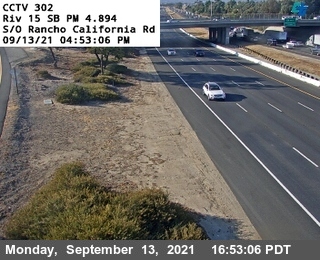 CCTV 302
Riv 15 SB PM 4.894
S/O Rancho California Rd
09/13/21 04:53:06 PM
Monday, September 13, 2021 16:53:06 PDT